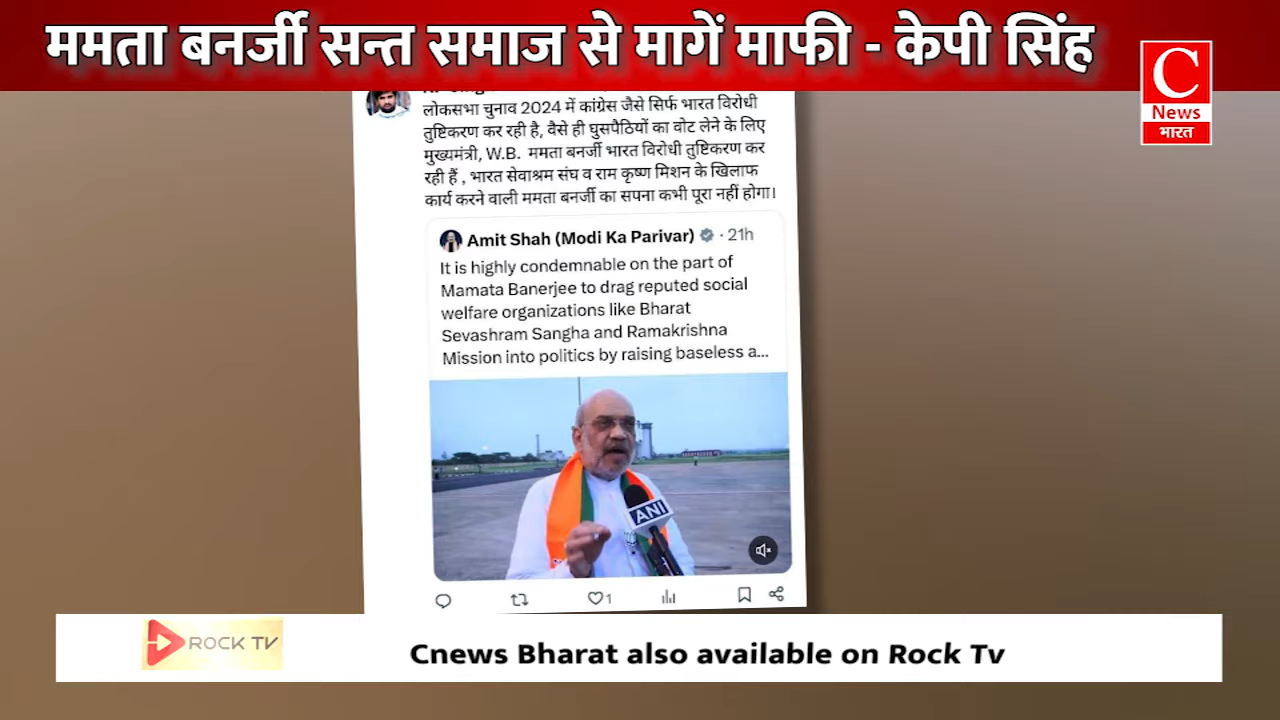 ममता बनर्जी सन्त समाज से मागें माफी - केपी सिंह
C
News
भारत
लोकसभा चुनाव 2024 में कांग्रेस जैसे सिर्फ भारत विरोधी
तुष्टिकरण कर रही है, वैसे ही घुसपैठियों का वोट लेने के लिए
मुख्यमंत्री, W.B. ममता बनर्जी भारत विरोधी तुष्टिकरण कर
रही हैं , भारत सेवाश्रम संघ व राम कृष्ण मिशन के खिलाफ
कार्य करने वाली ममता बनर्जी का सपना कभी पूरा नहीं होगा।
Amit Shah (Modi Ka Parivar) · 21h
It is highly condemnable on the part of
Mamata Banerjee to drag reputed social
welfare organizations like Bharat
Sevashram Sangha and Ramakrishna
Mission into politics by raising baseless a...
ANI
1
ROCK TV
Cnews Bharat also available on Rock Tv